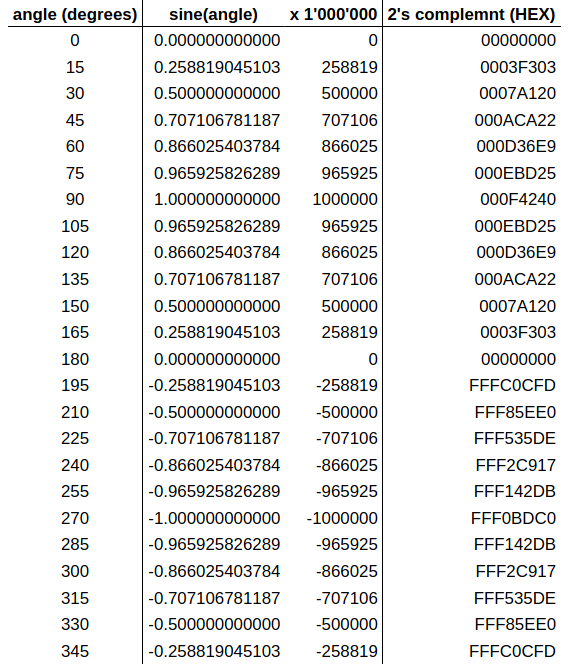 angle (degrees) sine(angle) x 1'000'000 2's complemnt (HEX)
0 0.000000000000 0 00000000
15 0.258819045103 258819 0003F303
30 0.500000000000 500000 0007A120
45 0.707106781187 707106 000ACA22
60 0.866025403784 866025 000D36E9
75 0.965925826289 965925 000EBD25
90 1.000000000000 1000000 000F4240
105 0.965925826289 965925 000EBD25
120 0.866025403784 866025 000D36E9
135 0.707106781187 707106 000ACA22
150 0.500000000000 500000 0007A120
165 0.258819045103 258819 0003F303
180 0.000000000000 0 00000000
195 -0.258819045103 -258819 FFFC0CFD
210 -0.500000000000 -500000 FFF85EE0
225 -0.707106781187 -707106 FFF535DE
240 -0.866025403784 -866025 FFF2C917
255 -0.965925826289 -965925 FFF142DB
270 -1.000000000000 -1000000 FFF0BDC0
285 -0.965925826289 -965925 FFF142DB
300 -0.866025403784 -866025 FFF2C917
315 -0.707106781187 -707106 FFF535DE
330 -0.500000000000 -500000 FFF85EE0
345 -0.258819045103 -258819 FFFC0CFD